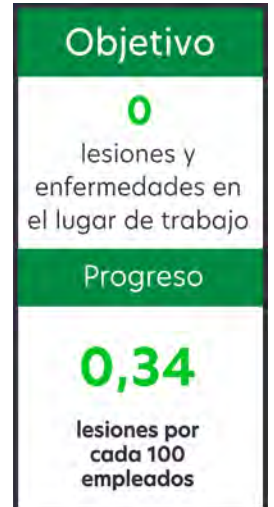 Objetivo
0
lesiones y
enfermedades en
el lugar de trabajo
Progreso
0,34
lesiones por
cada 100
empleados